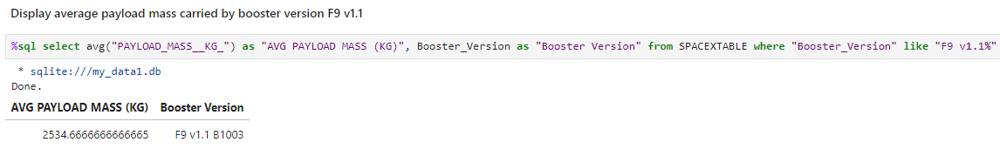 Display average payload mass carried by booster version F9 v1.1
%sql select avg("PAYLOAD_MASS__KG_") as "AVG PAYLOAD MASS (KG)", Booster_Version as "Booster Version" from SPACEXTABLE where "Booster_Version" like "F9 v1.1%"
* sqlite:///my_data1.db
Done.
AVG PAYLOAD MASS (KG) Booster Version
2534.6666666666665 F9 v1.1 B1003